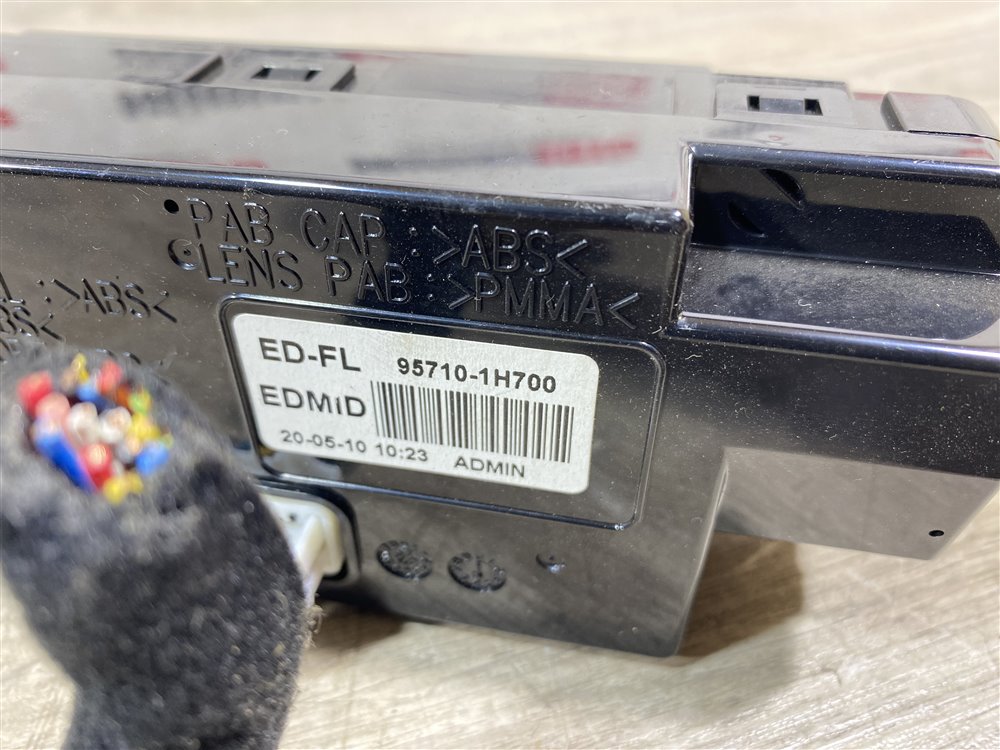 PAB CAP : >ABS<
LENS PAB : >PMMA<
: >ABS<
ED-FL 95710-1H700
EDMID
20-05-10 10:23 ADMIN